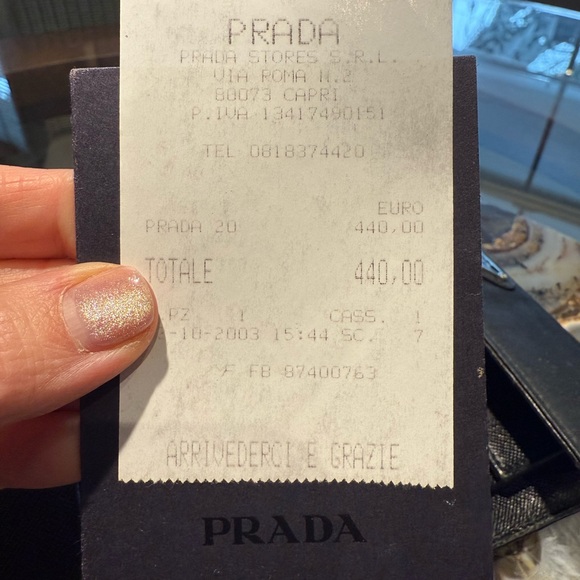 PRADA
PRADA STORES S.R.L.
VIA ROMA N.2
80073 CAPRI
P.IVA 13417490151
TEL 0818374420
EURO
PRADA 20 440,00
TOTALE 440,00
PZ 1 CASS. 1
-10-2003 15:44 SC. 7
FB 87400763
ARRIVEDERCI E GRAZIE
PRADA